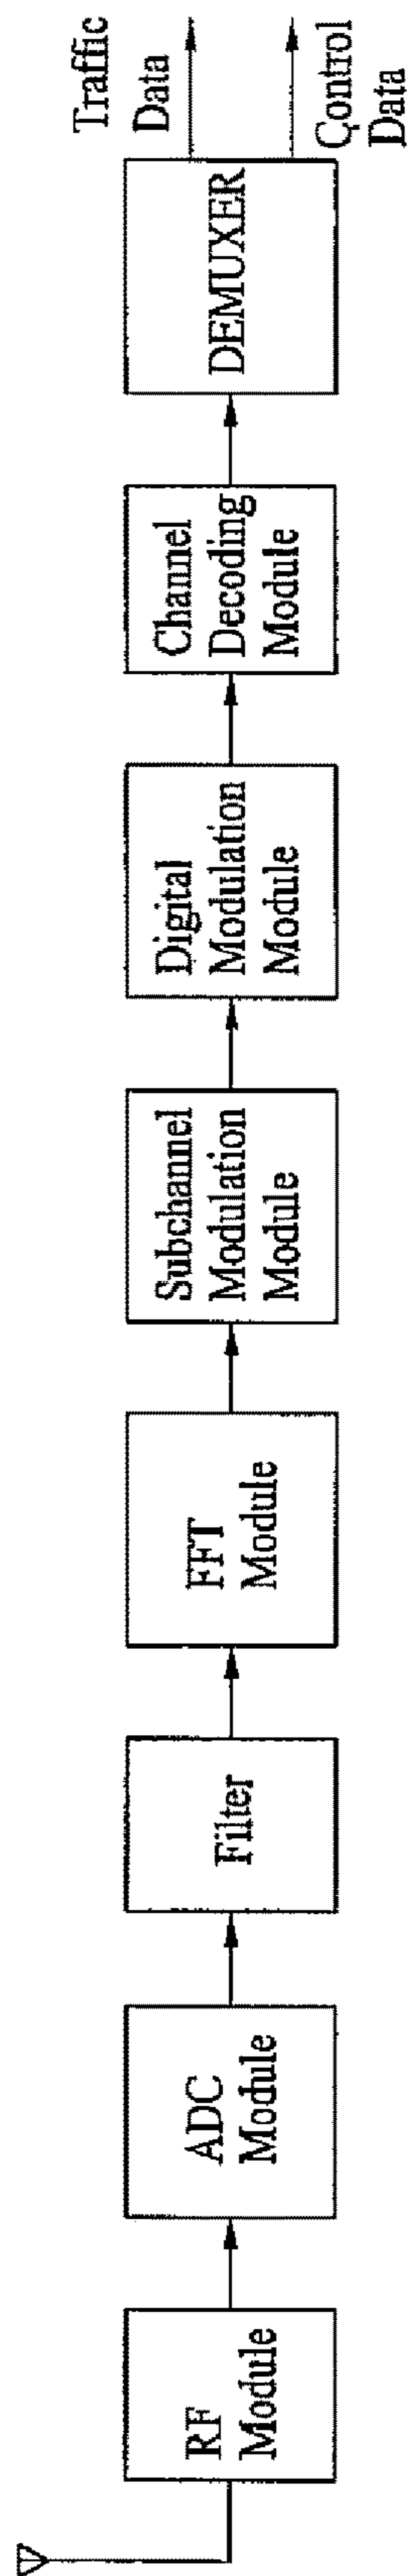 RF
Module
ADC
Module
Filter
FFT
Module
Subchannel
Modulation
Module
Digital
Modulation
Module
Channel
Decoding
Module
DEMUXER
Traffic
Data
Control
Data